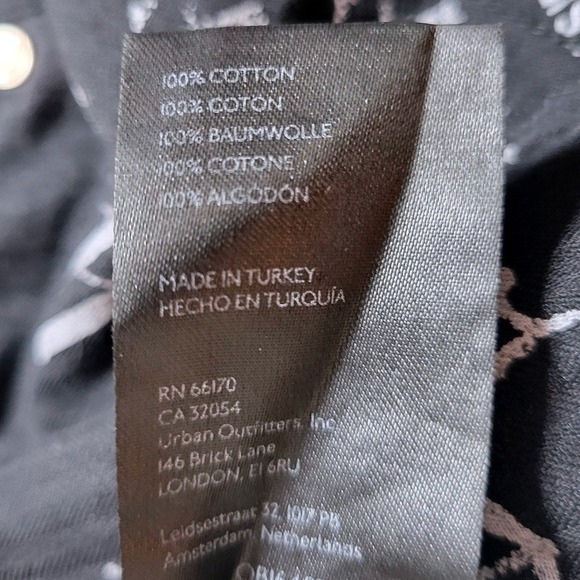 100% COTTON
100% COTON
100% BAUMWOLLE
100% COTONE
100% ALGODÓN
MADE IN TURKEY
HECHO EN TURQUÍA
RN 66170
CA 32054
Urban Outfitters, Inc
146 Brick Lane
LONDON, E1 6RU
Leidsestraat 32, 1017 PB
Amsterdam, Netherlands